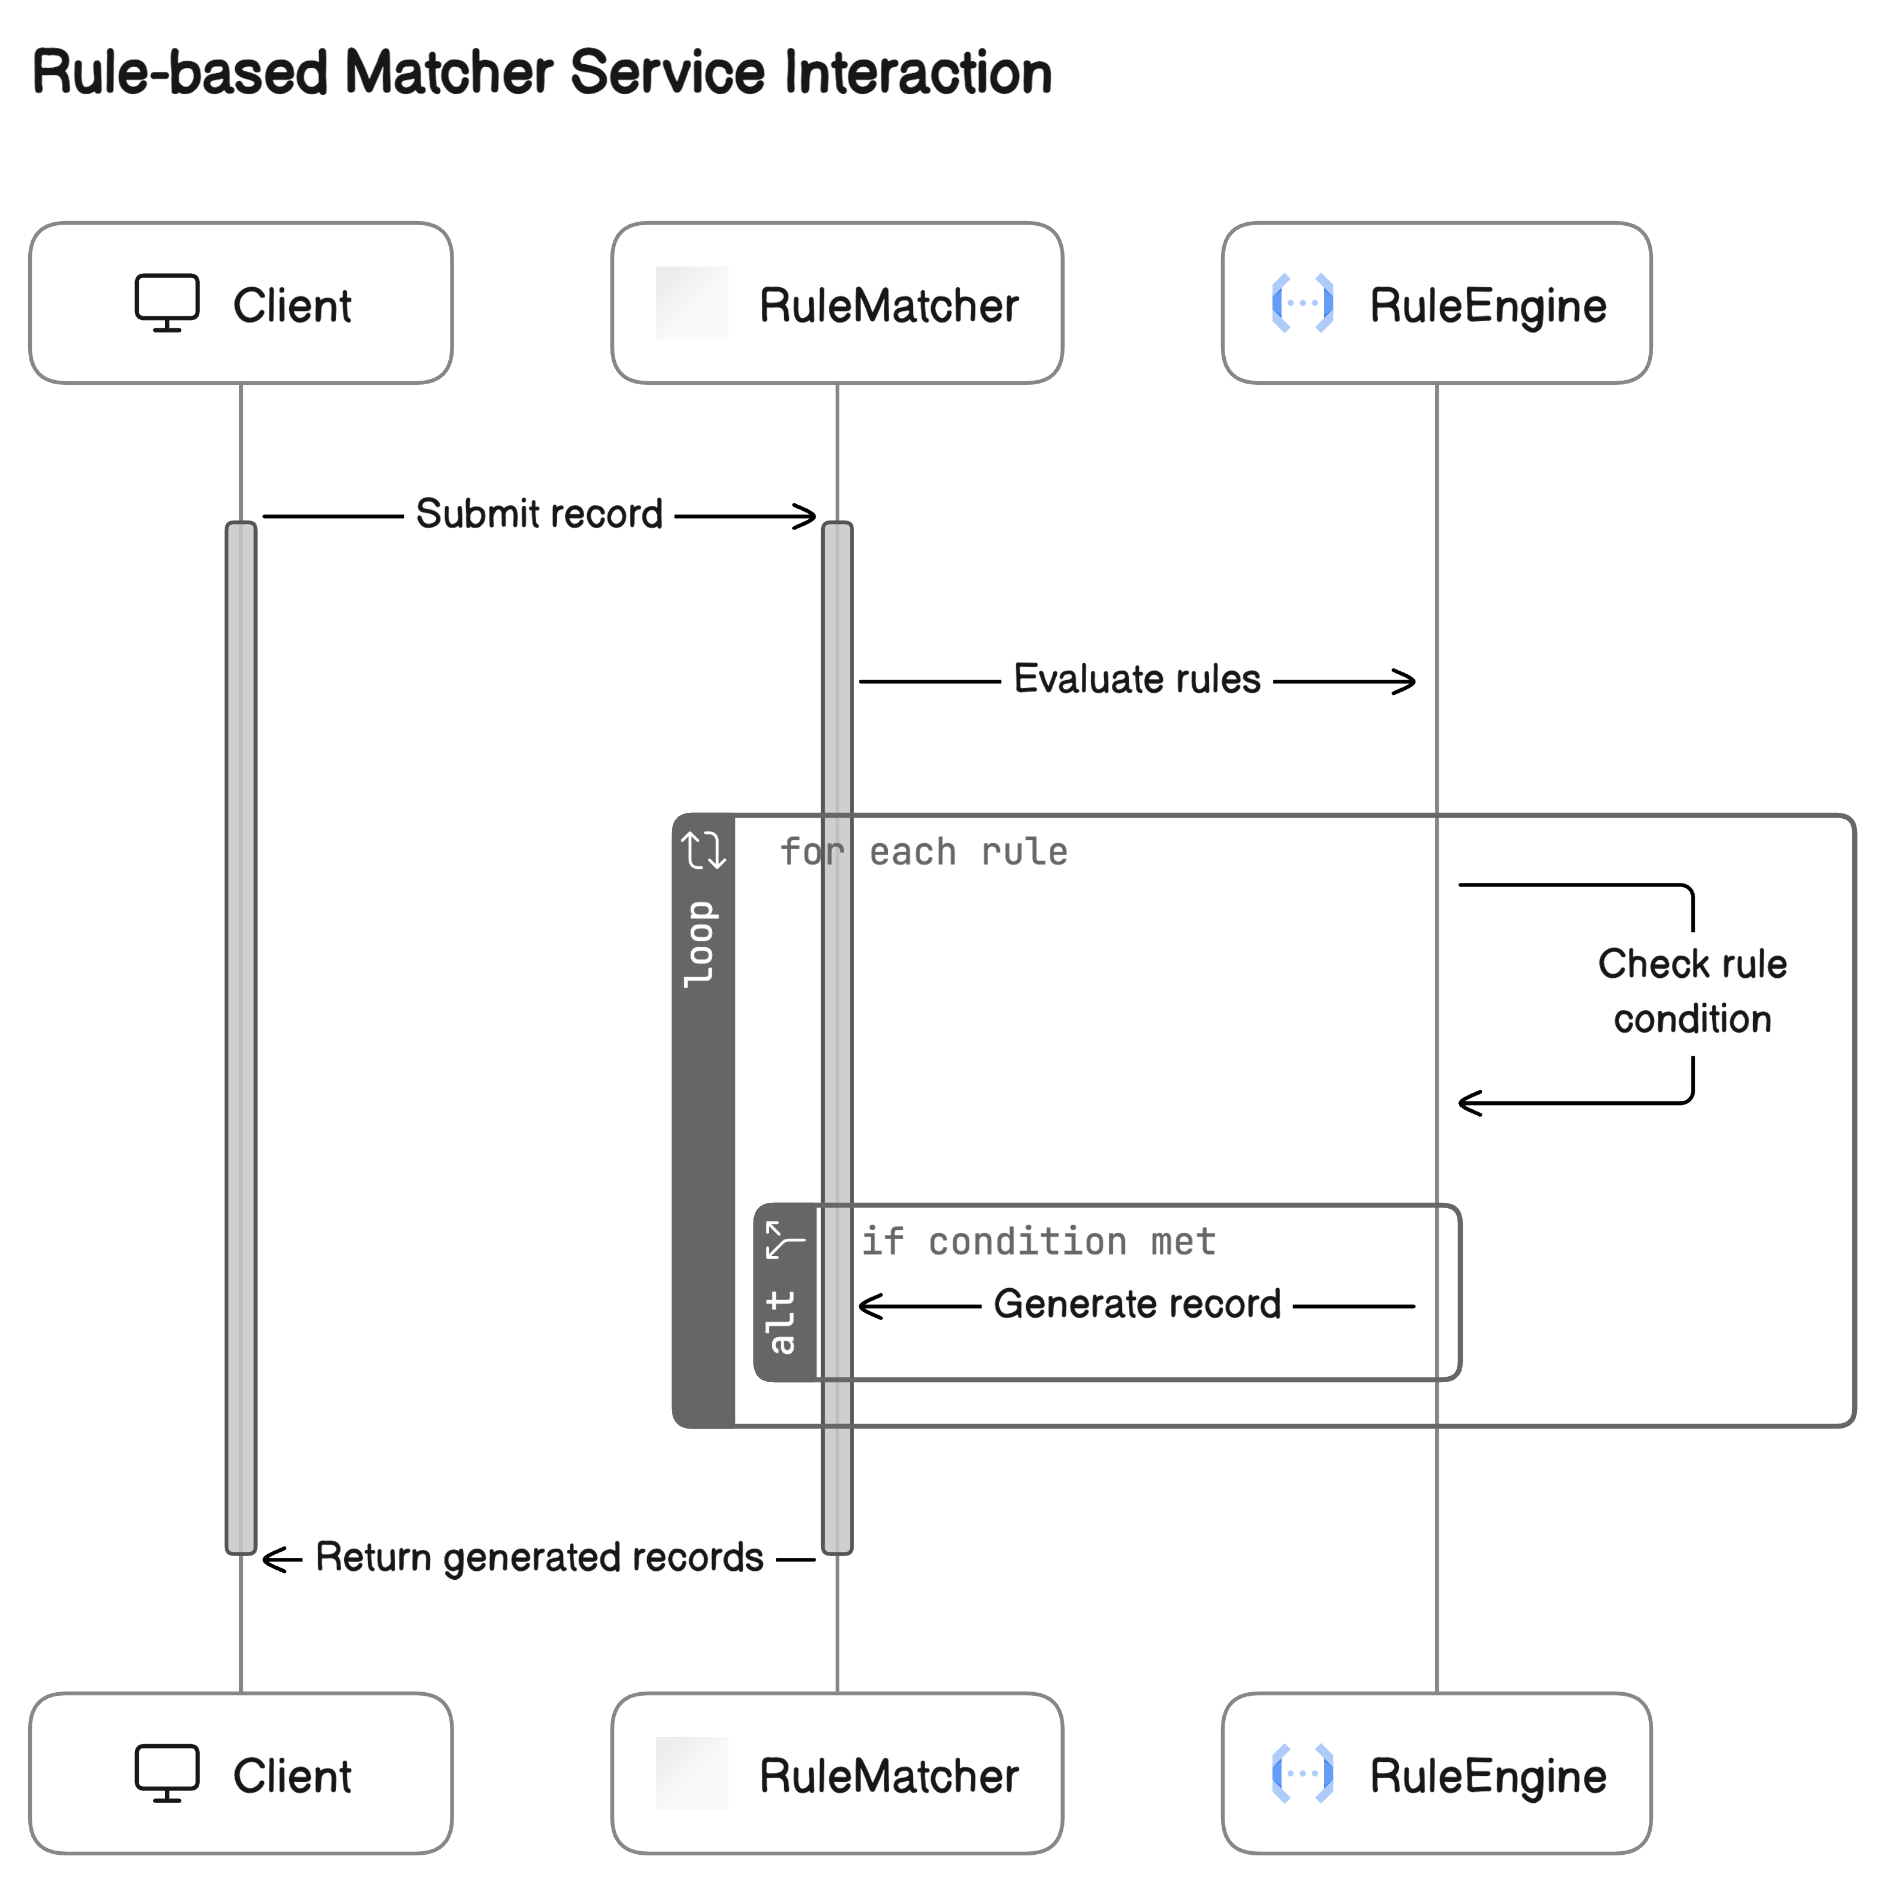 Rule-based Matcher Service Interaction
Client
RuleMatcher
RuleEngine
Submit record
Evaluate rules
loop
for each rule
Check rule
condition
alt
if condition met
Generate record
Return generated records
Client
RuleMatcher
RuleEngine